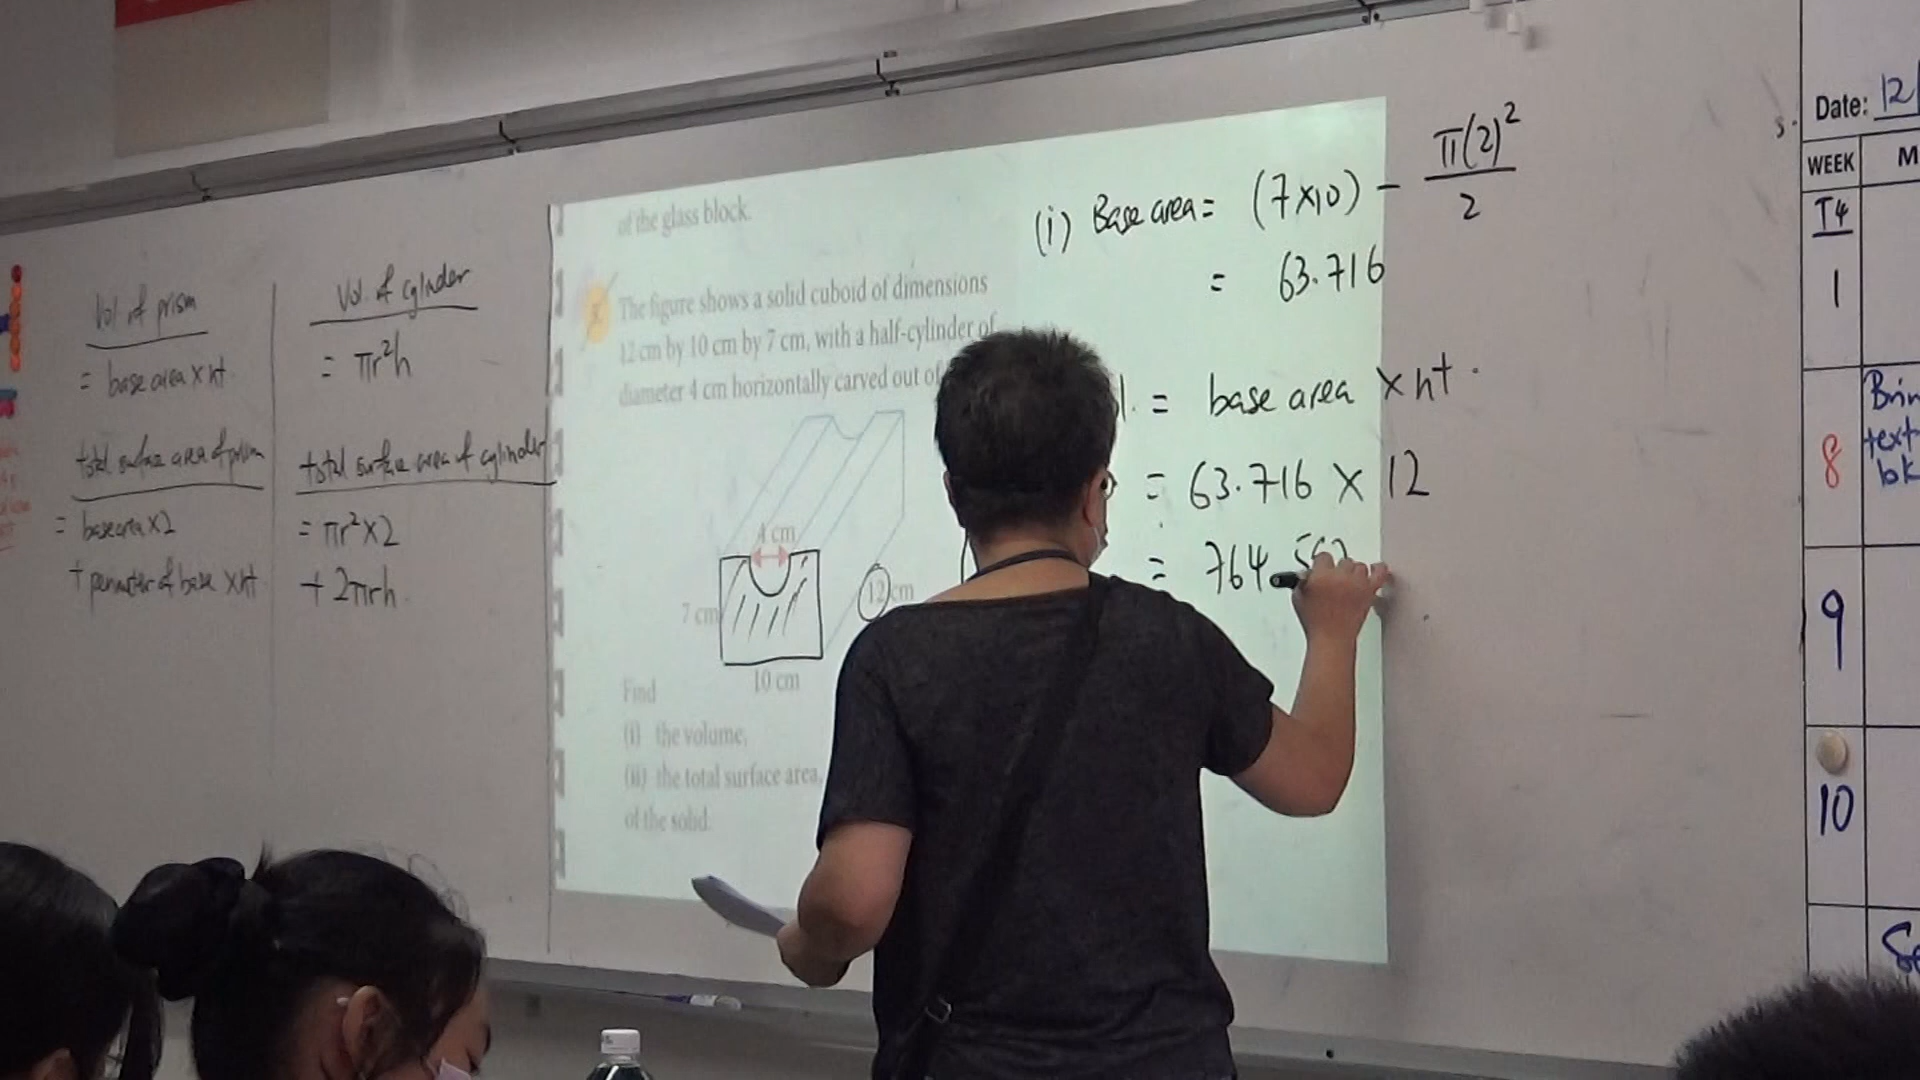 Vol. of prism
= base area × ht.
total surface area of prism
= base area × 2
+ perimeter of base × ht
Vol. of cylinder
= πr²h
total surface area of cylinder
= πr² × 2
+ 2πrh
of the glass block.
The figure shows a solid cuboid of dimensions
12 cm by 10 cm by 7 cm, with a half-cylinder of
diameter 4 cm horizontally carved out of
4 cm
7 cm
12 cm
10 cm
Find
(i) the volume,
(ii) the total surface area,
of the solid.
(i) Base area = (7×10) - π(2)²/2
= 63.716
= base area × ht.
= 63.716 × 12
= 764.
Date: 12/
WEEK
T4
1
8
9
10